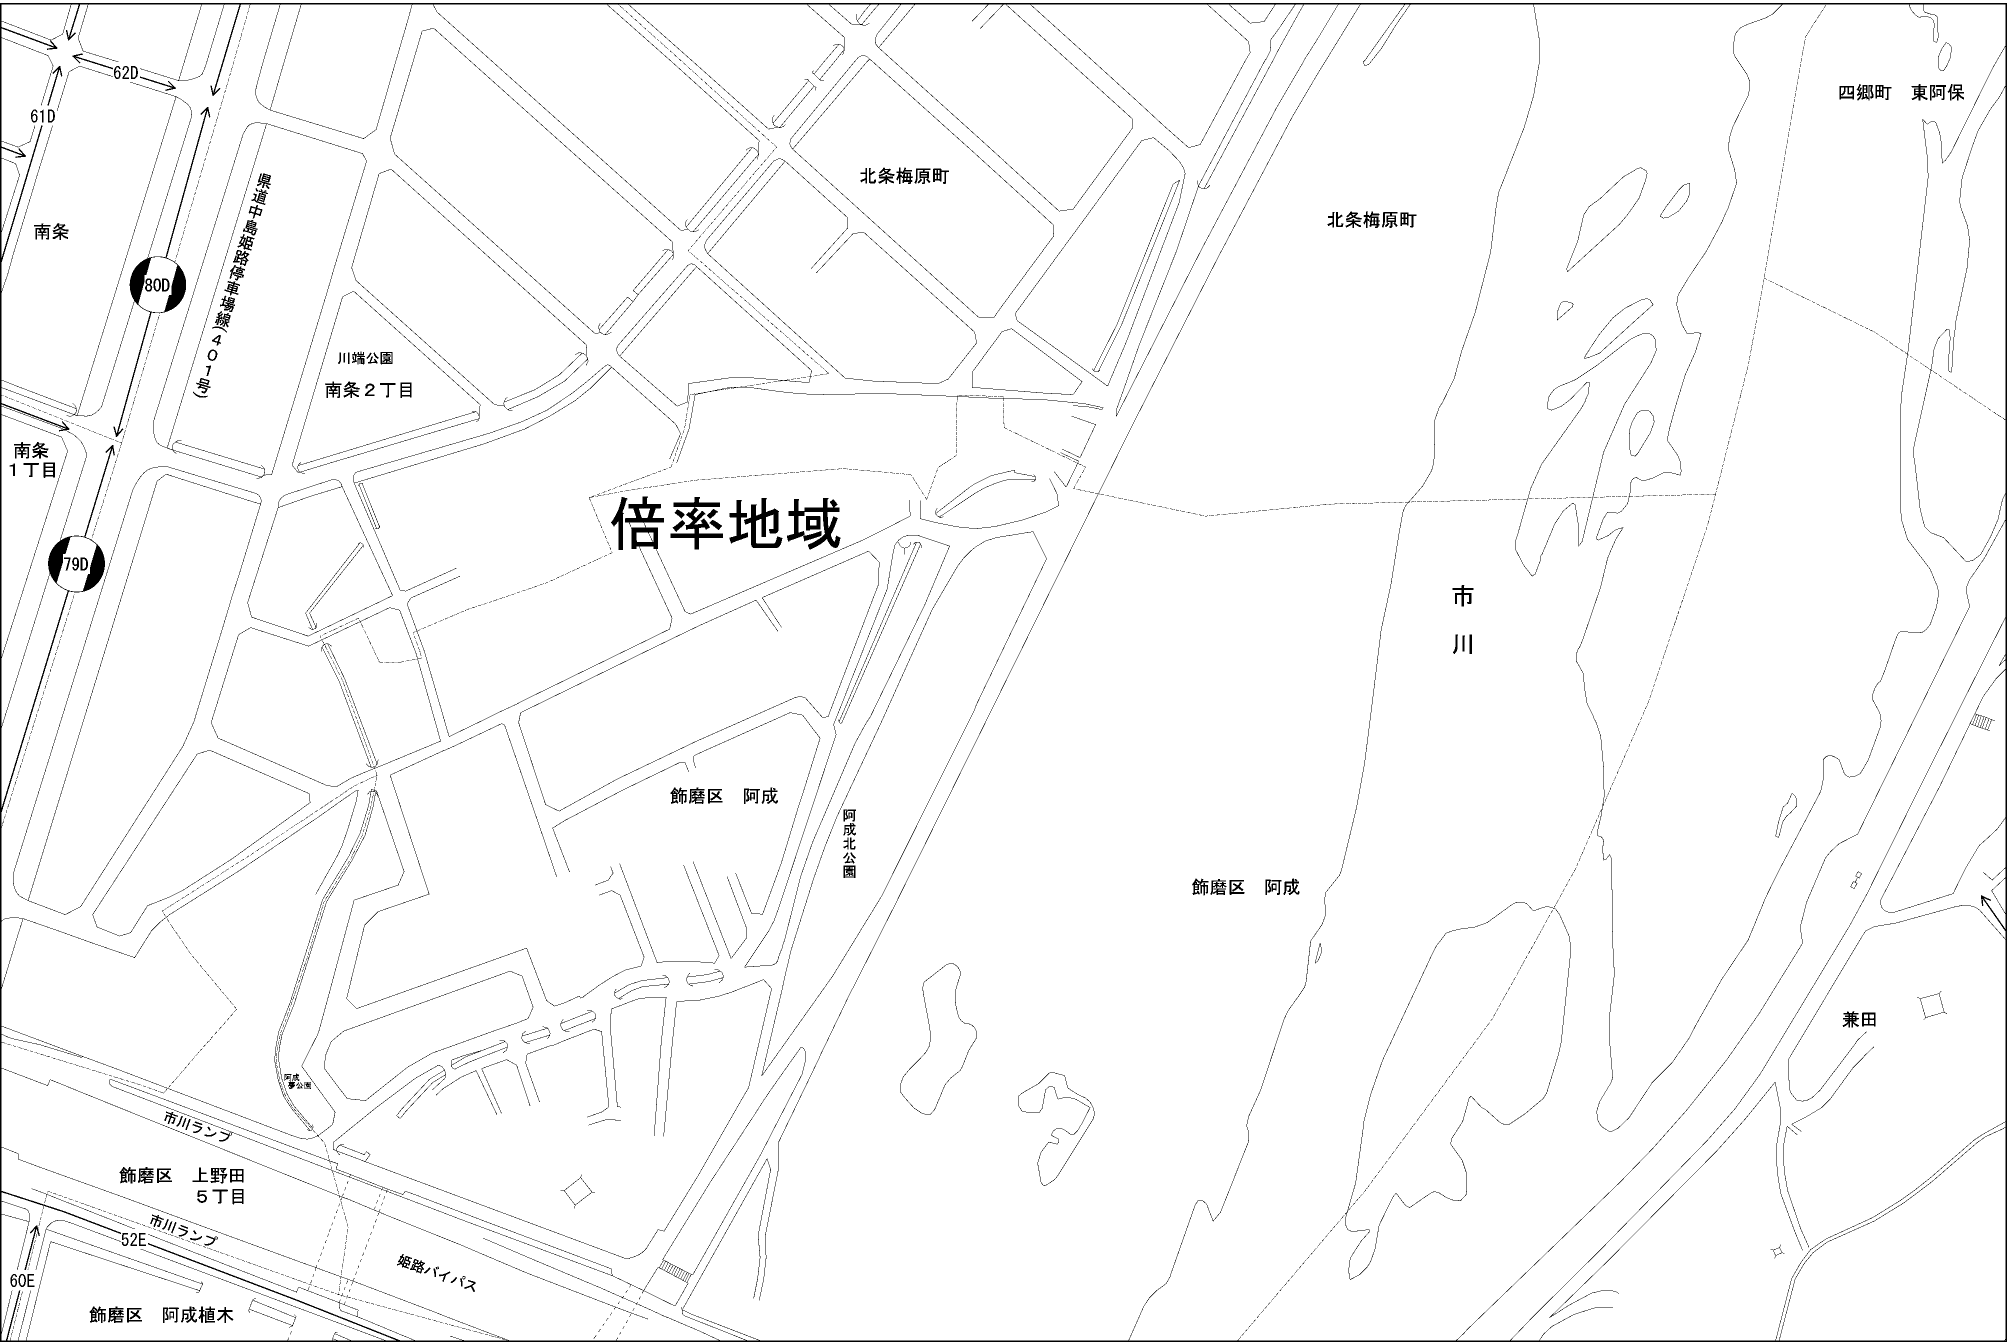 62D
61D
四郷町　東阿保
北条梅原町
県道中島姫路停車場線(401号)
北条梅原町
南条
80D
川端公園
南条２丁目
南条
１丁目
倍率地域
79D
市川
飾磨区　阿成
阿成北公園
飾磨区　阿成
兼田
阿成
夢公園
市川ランプ
飾磨区　上野田
５丁目
市川ランプ
52E
姫路バイパス
60E
飾磨区　阿成植木